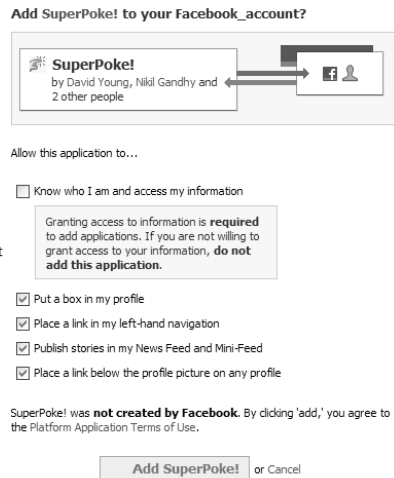 Add SuperPoke! to your Facebook_account?
SuperPoke!
by David Young, Nikil Gandhy and
2 other people
Allow this application to...
Know who I am and access my information
Granting access to information is required
to add applications. If you are not willing to
grant access to your information, do not
add this application.
t
Put a box in my profile
Place a link in my left-hand navigation
Publish stories in my News Feed and Mini-Feed
Place a link below the profile picture on any profile
SuperPoke! was not created by Facebook. By clicking 'add,' you agree to
the Platform Application Terms of Use.
Add SuperPoke! or Cancel